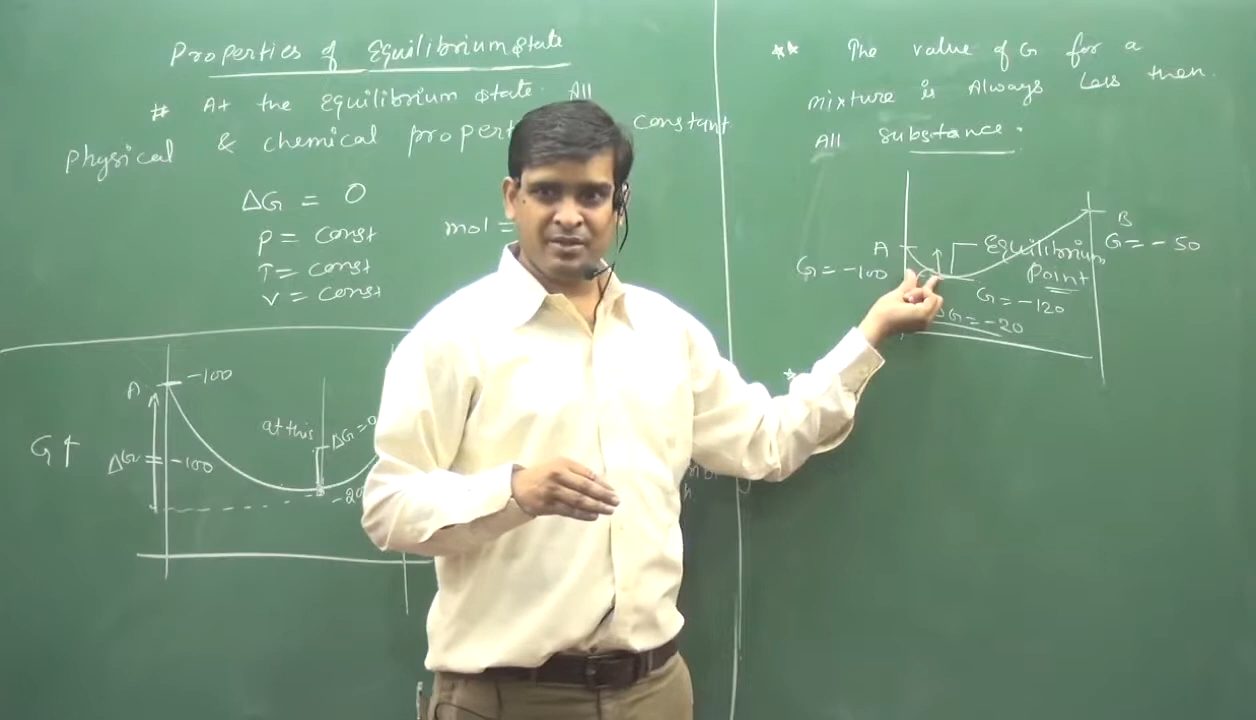 Properties of Equilibrium State
# At the Equilibrium State. All
Physical & chemical propert constant
ΔG = 0
P = Const
T = Const
V = Const
mol =
A -100
G↑
ΔG = -100
at this
ΔG = 0
-20
** The value of G for a
mixture is Always Less then.
All substance.
A
G = -100
B
G = -50
Equilibrium
Point
G = -120
ΔG = -20
*